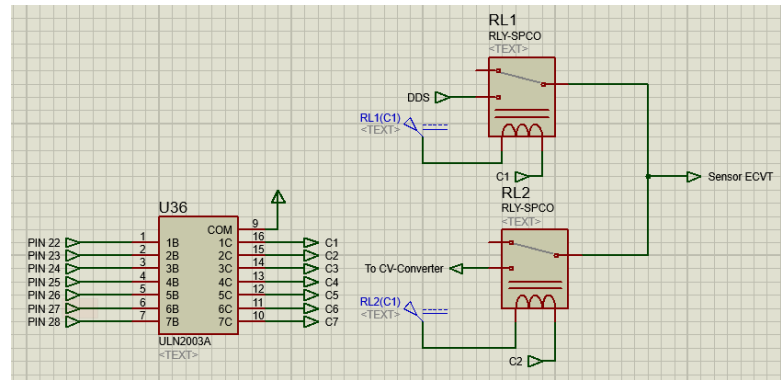 RL1
RLY-SPCO
<TEXT>
DDS
RL1(C1)
<TEXT>
C1
Sensor ECVT
RL2
RLY-SPCO
<TEXT>
To CV-Converter
RL2(C1)
<TEXT>
C2
U36
COM 9
PIN 22 1 1B 1C 16 C1
PIN 23 2 2B 2C 15 C2
PIN 24 3 3B 3C 14 C3
PIN 25 4 4B 4C 13 C4
PIN 26 5 5B 5C 12 C5
PIN 27 6 6B 6C 11 C6
PIN 28 7 7B 7C 10 C7
ULN2003A
<TEXT>